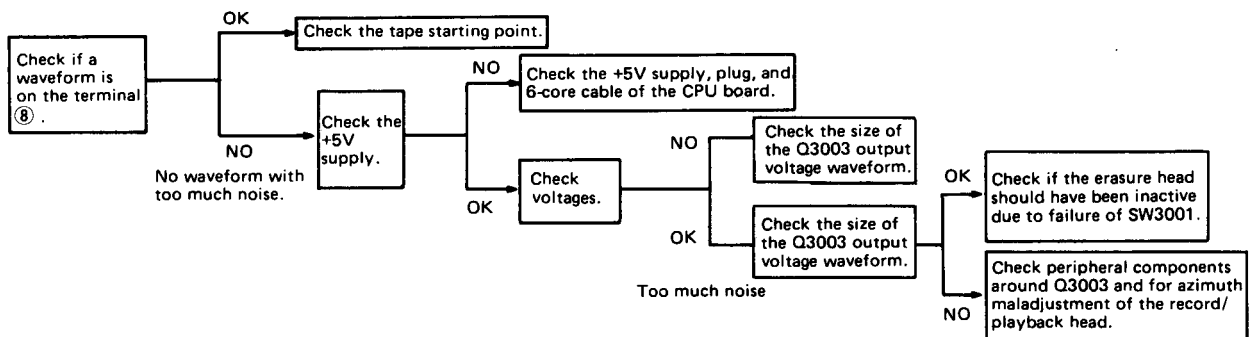 OK
Check the tape starting point.
Check if a
waveform is
on the terminal
⑧ .
NO
No waveform with
too much noise.
Check the
+5V
supply.
NO
Check the +5V supply, plug, and
6-core cable of the CPU board.
OK
Check
voltages.
NO
Check the size of
the Q3003 output
voltage waveform.
OK
Too much noise
Check the size of
the Q3003 output
voltage waveform.
OK
Check if the erasure head
should have been inactive
due to failure of SW3001.
NO
Check peripheral components
around Q3003 and for azimuth
maladjustment of the record/
playback head.